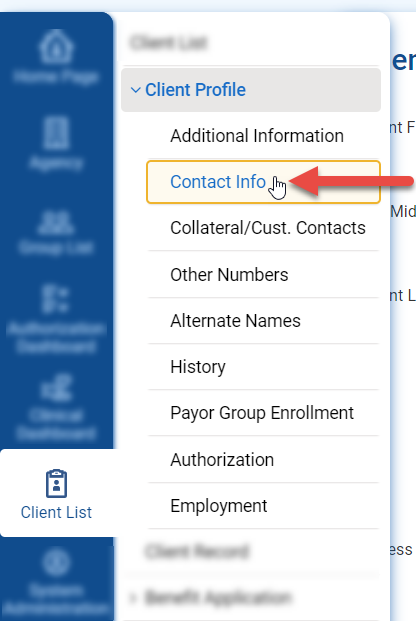 Client List
Client Profile
Additional Information
Contact Info
Collateral/Cust. Contacts
Other Numbers
Alternate Names
History
Payor Group Enrollment
Authorization
Employment
Client Record
Benefit Application
Home Page
Agency
Group List
Authorization
Dashboard
Clinical
Dashboard
Client List
System
Administration
en
nt F
Mid
nt L
ess